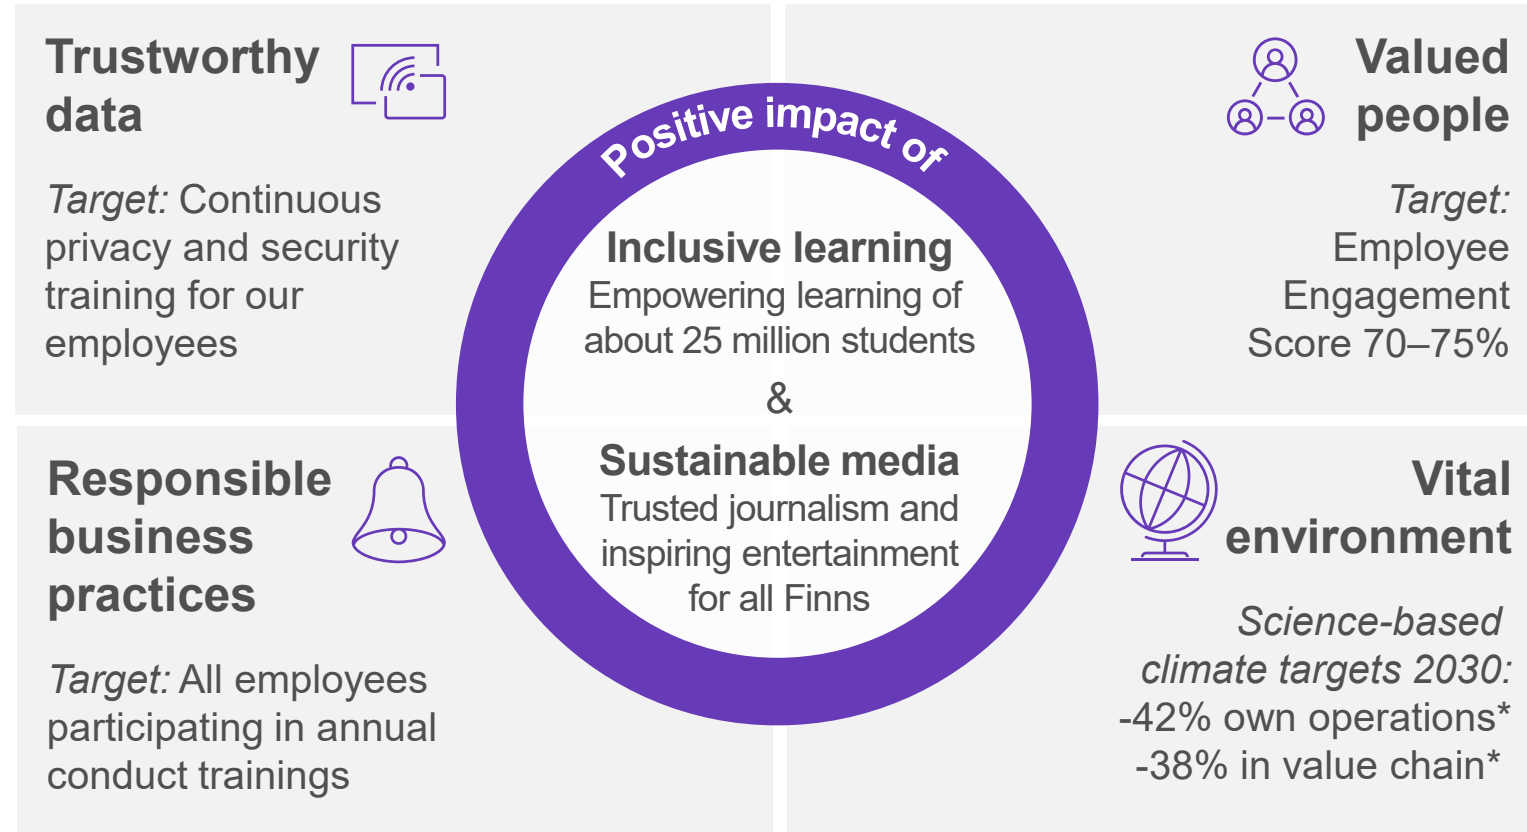 Trustworthy
data
Target: Continuous
privacy and security
training for our
employees
Valued
people
Target:
Employee
Engagement
Score 70–75%
Positive impact of
Inclusive learning
Empowering learning of
about 25 million students
&
Sustainable media
Trusted journalism and
inspiring entertainment
for all Finns
Responsible
business
practices
Target: All employees
participating in annual
conduct trainings
Vital
environment
Science-based
climate targets 2030:
-42% own operations*
-38% in value chain*